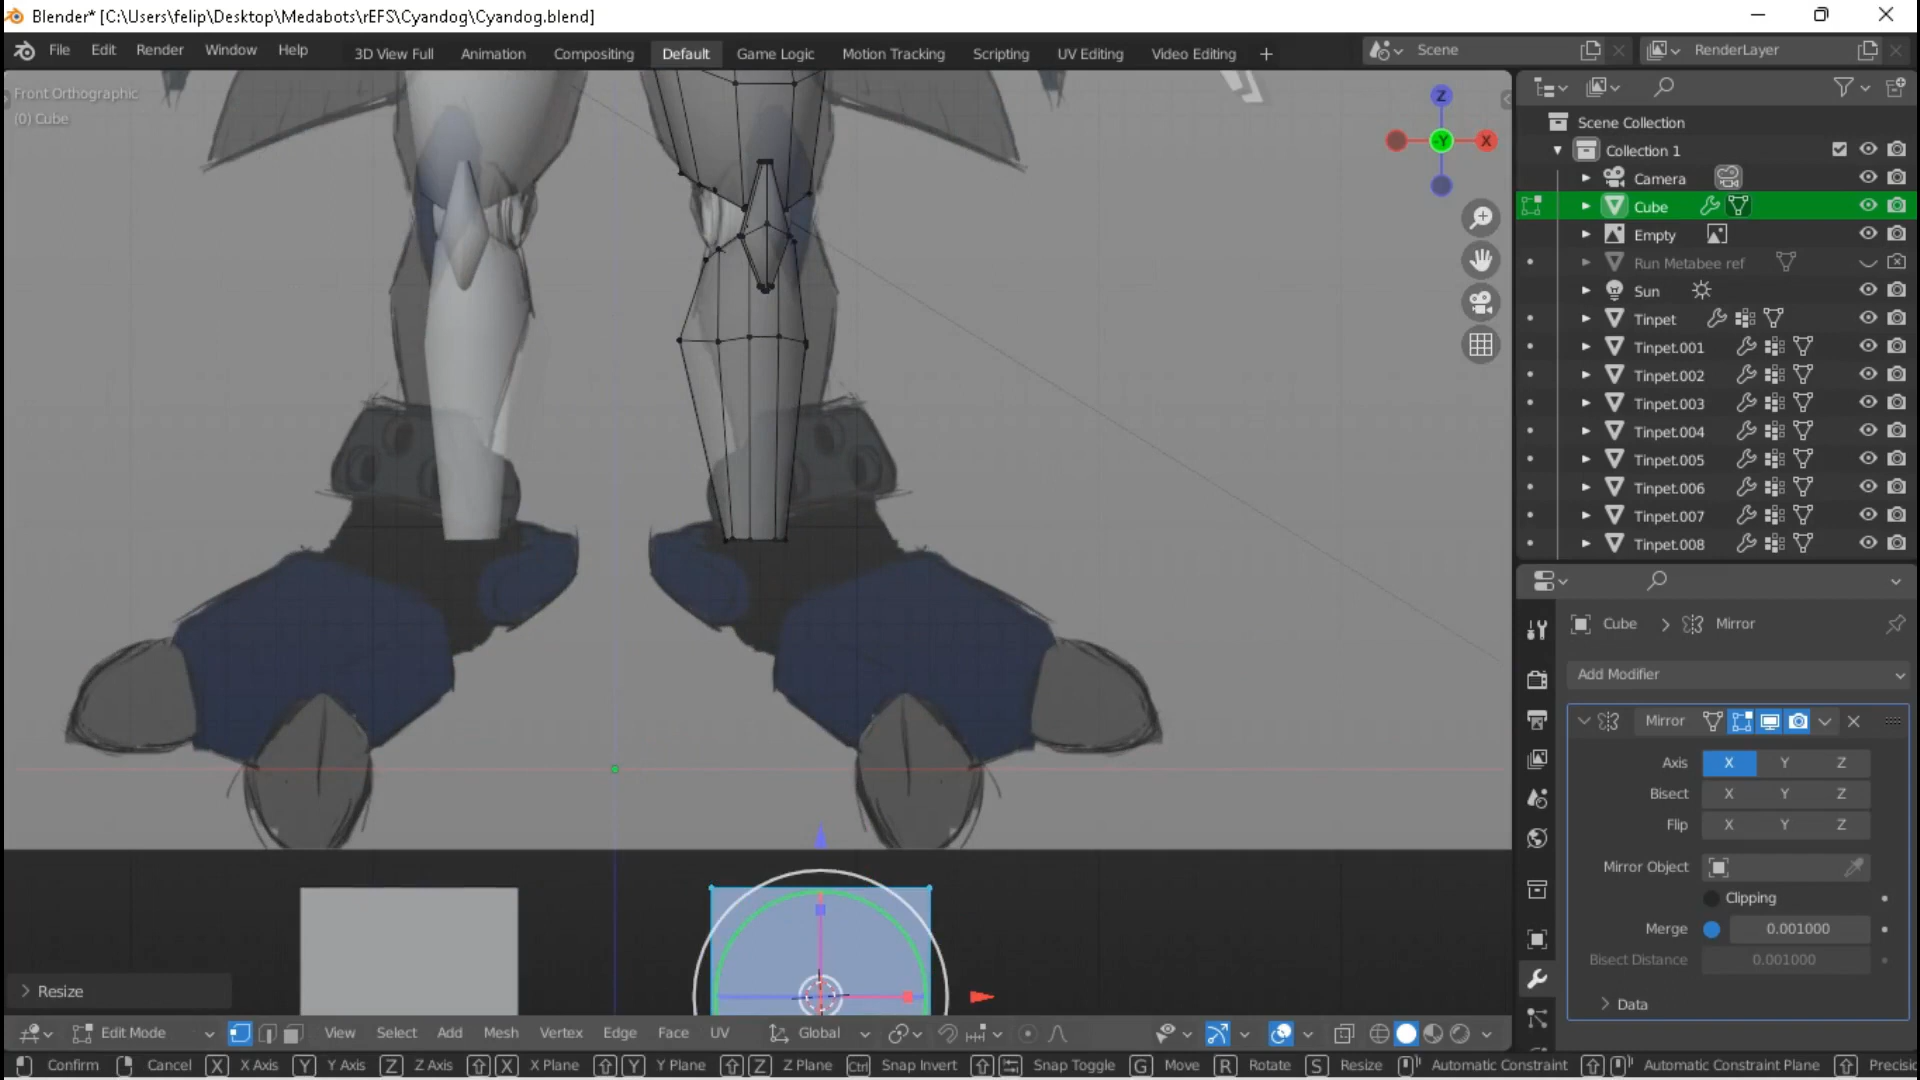 Blender* [C:\Users\felip\Desktop\Medabots\rEFS\Cyandog\Cyandog.blend]
File Edit Render Window Help 3D View Full Animation Compositing Default Game Logic Motion Tracking Scripting UV Editing Video Editing + Scene RenderLayer
Front Orthographic
(0) Cube
Z
Y
X
Scene Collection
Collection 1
Camera
Cube
Empty
Run Metabee ref
Sun
Tinpet
Tinpet.001
Tinpet.002
Tinpet.003
Tinpet.004
Tinpet.005
Tinpet.006
Tinpet.007
Tinpet.008
Cube > Mirror
Add Modifier
Mirror
Axis X Y Z
Bisect X Y Z
Flip X Y Z
Mirror Object
Clipping
Merge 0.001000
Bisect Distance 0.001000
> Data
> Resize
Edit Mode View Select Add Mesh Vertex Edge Face UV Global
Confirm Cancel X X Axis Y Y Axis Z Z Axis X X Plane Y Y Plane Z Z Plane Ctrl Snap Invert Snap Toggle G Move R Rotate S Resize Automatic Constraint Automatic Constraint Plane